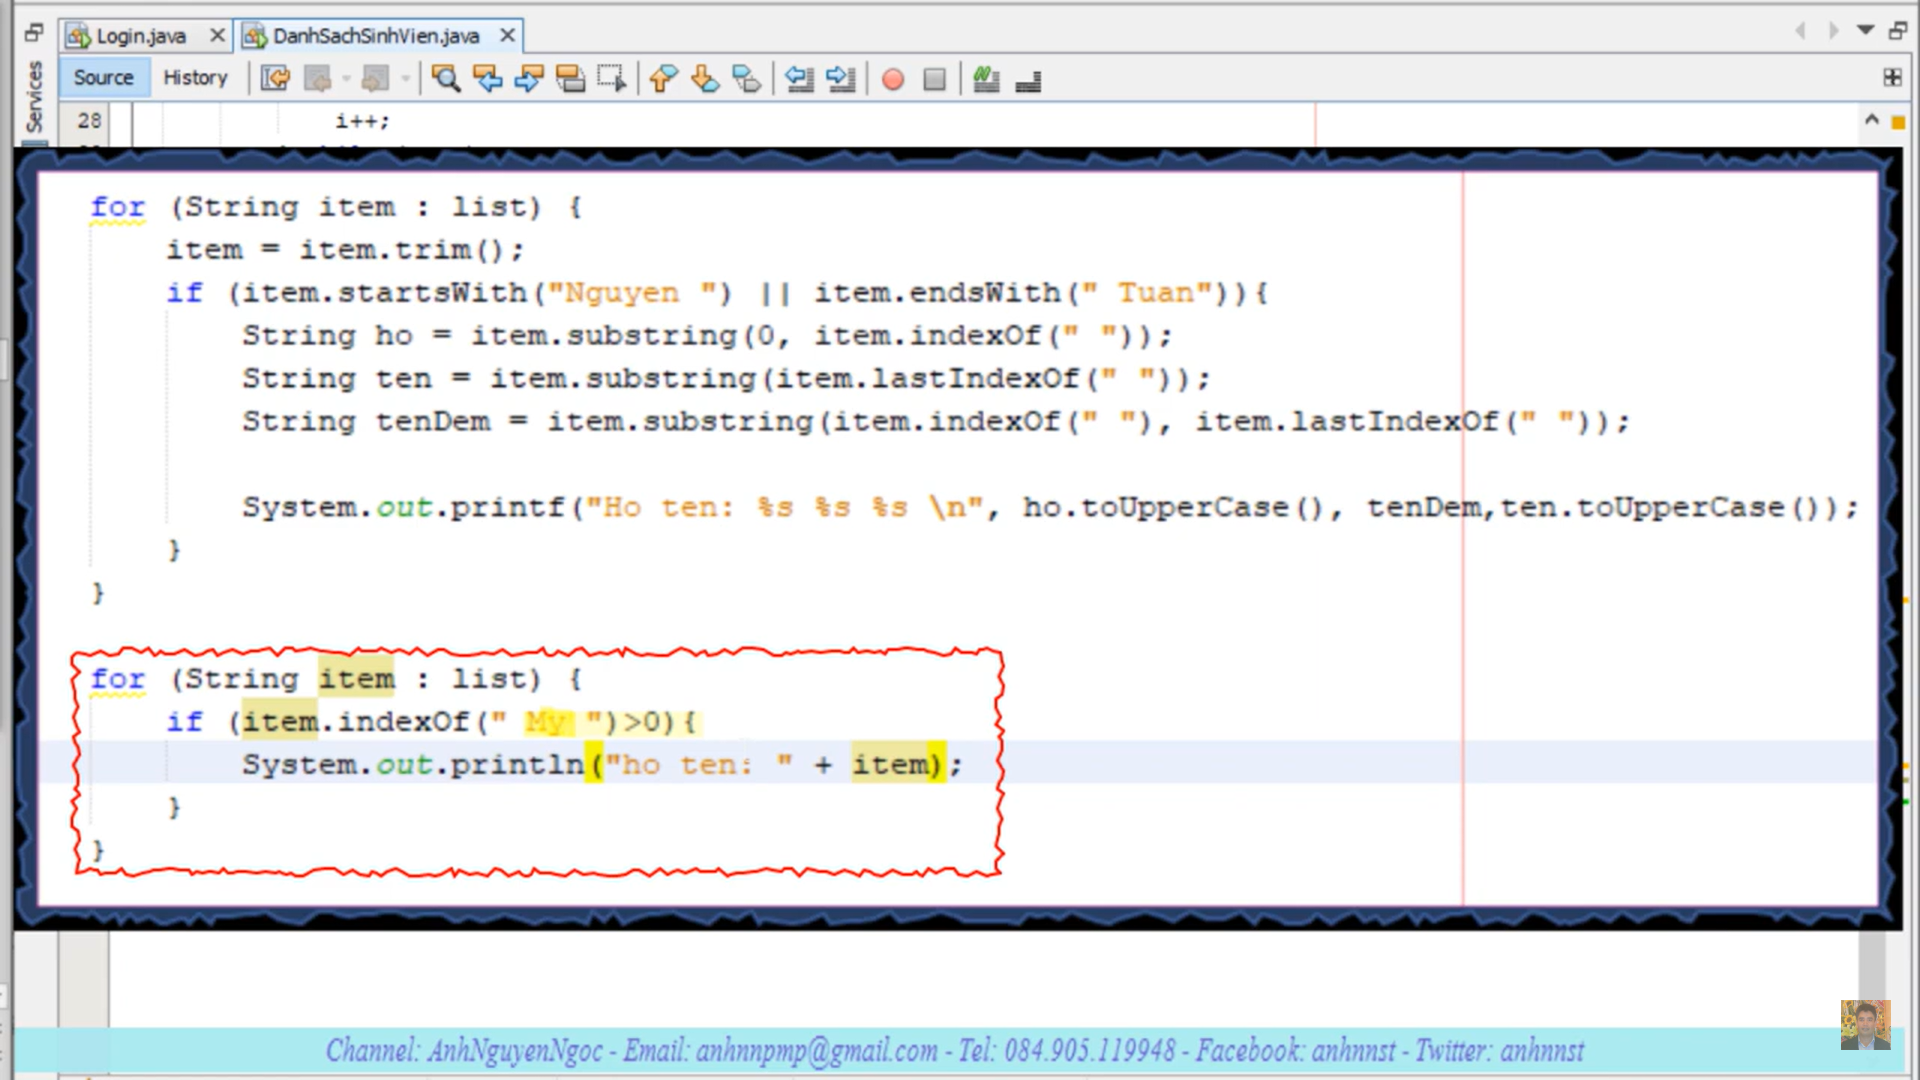 Login.java DanhSachSinhVien.java
Services
Source History
28 i++;
for (String item : list) {
item = item.trim();
if (item.startsWith("Nguyen ") || item.endsWith(" Tuan")){
String ho = item.substring(0, item.indexOf(" "));
String ten = item.substring(item.lastIndexOf(" "));
String tenDem = item.substring(item.indexOf(" "), item.lastIndexOf(" "));
System.out.printf("Ho ten: %s %s %s \n", ho.toUpperCase(), tenDem,ten.toUpperCase());
}
}
for (String item : list) {
if (item.indexOf(" My ")>0){
System.out.println("ho ten: " + item);
}
}
Channel: AnhNguyenNgoc - Email: anhnnpmp@gmail.com - Tel: 084.905.119948 - Facebook: anhnnst - Twitter: anhnnst